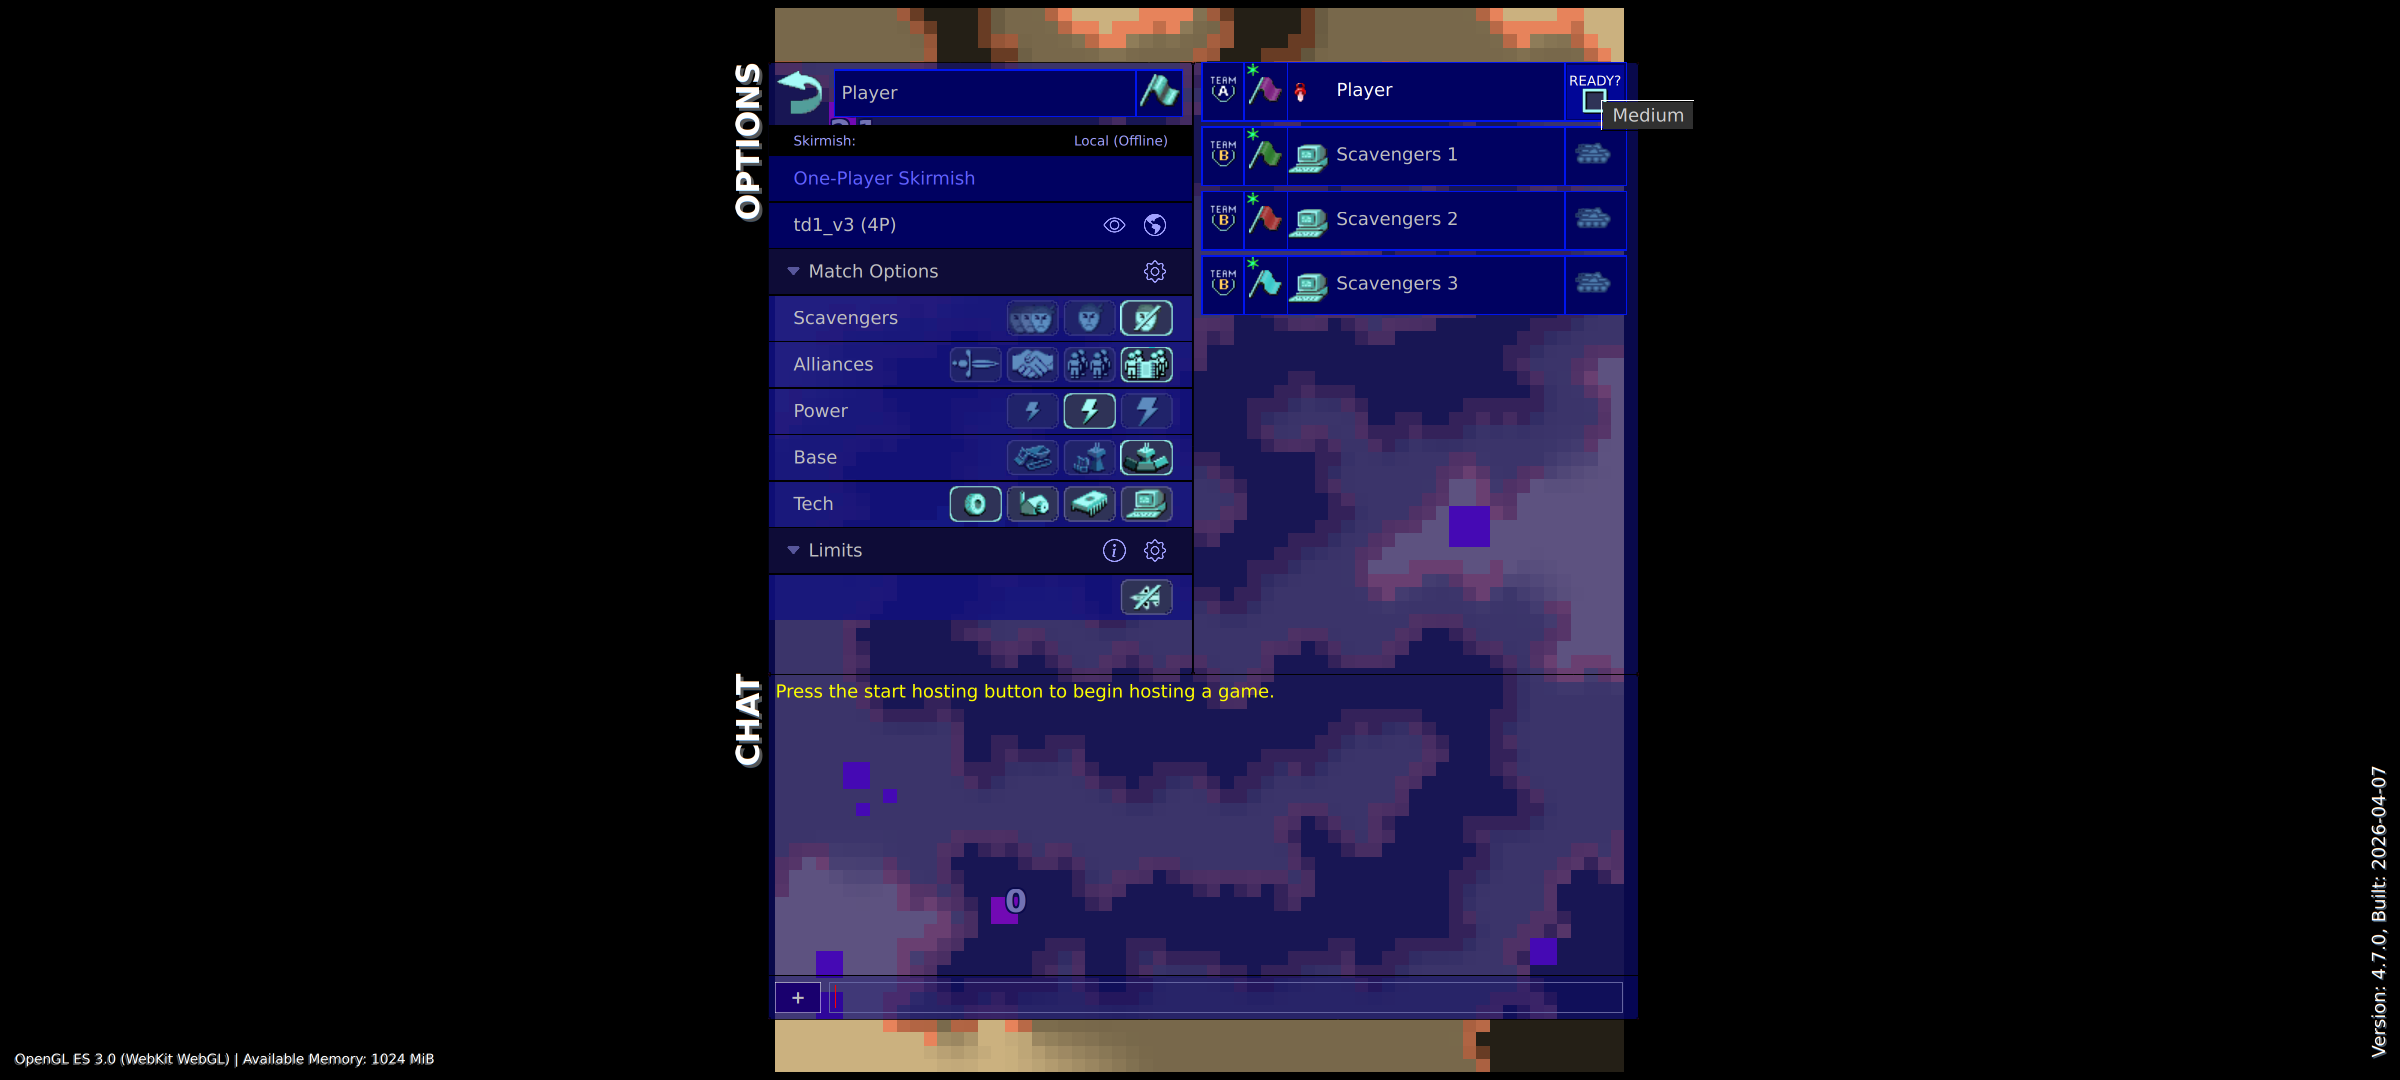 OPTIONS
Player
Skirmish:
Local (Offline)
One-Player Skirmish
td1_v3 (4P)
Match Options
Scavengers
Alliances
Power
Base
Tech
Limits
TEAM A
Player
READY?
Medium
TEAM B
Scavengers 1
TEAM B
Scavengers 2
TEAM B
Scavengers 3
CHAT
Press the start hosting button to begin hosting a game.
0
+
OpenGL ES 3.0 (WebKit WebGL) | Available Memory: 1024 MiB
Version: 4.7.0, Built: 2026-04-07